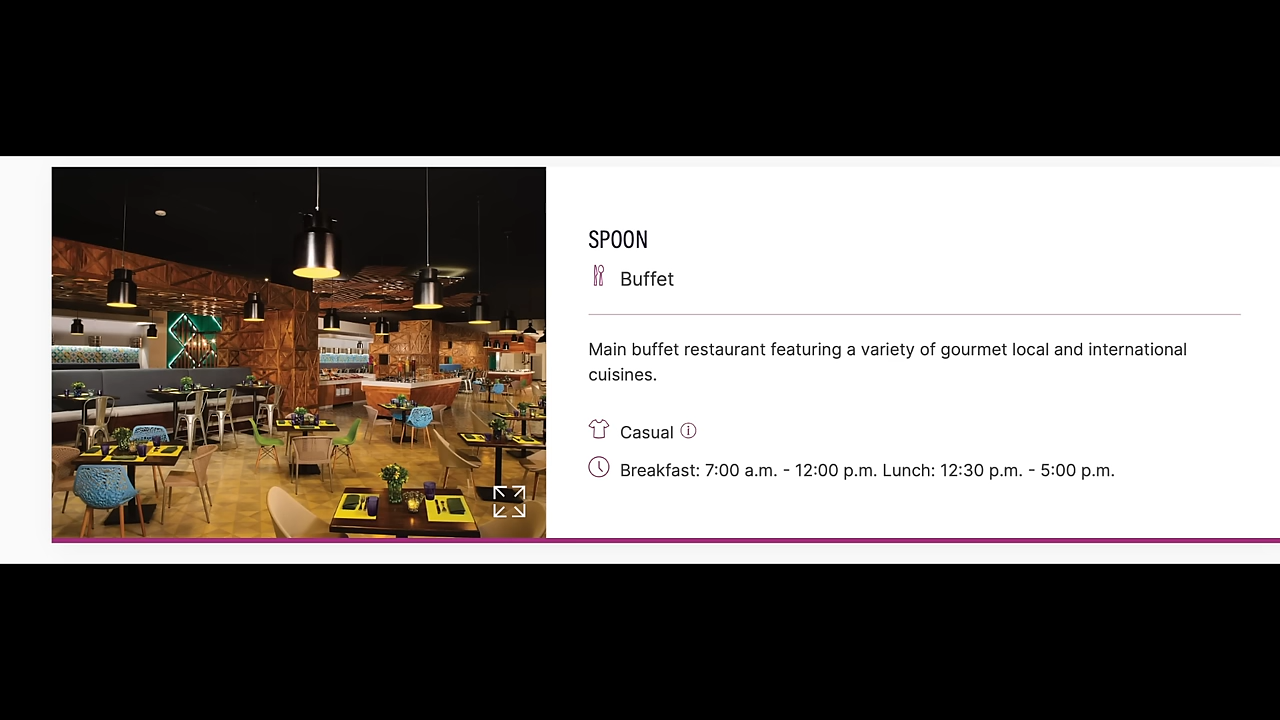 SPOON
Buffet
Main buffet restaurant featuring a variety of gourmet local and international
cuisines.
Casual
Breakfast: 7:00 a.m. - 12:00 p.m. Lunch: 12:30 p.m. - 5:00 p.m.